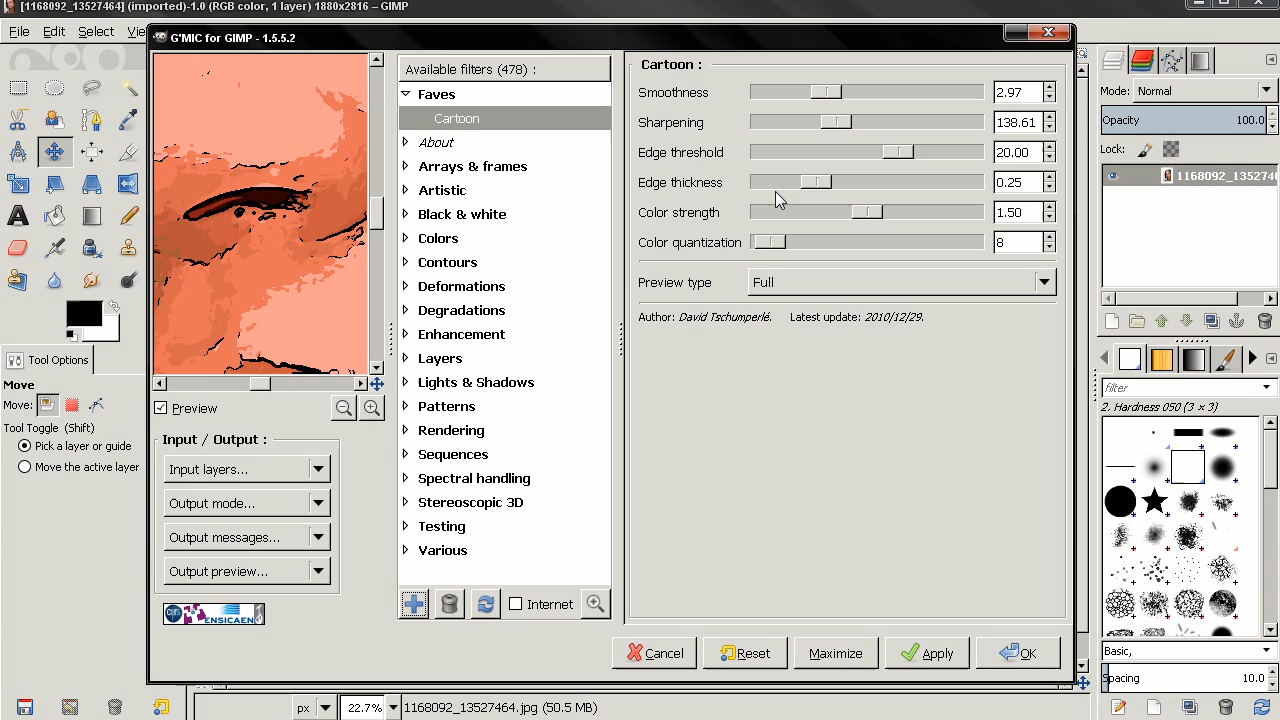 [1168092_13527464] (imported)-1.0 (RGB color, 1 layer) 1880x2816 – GIMP
File Edit Select
G'MIC for GIMP - 1.5.5.2
Available filters (478) :
Faves
Cartoon
About
Arrays & frames
Artistic
Black & white
Colors
Contours
Deformations
Degradations
Enhancement
Layers
Lights & Shadows
Patterns
Rendering
Sequences
Spectral handling
Stereoscopic 3D
Testing
Various
Internet
Cartoon :
Smoothness 2.97
Sharpening 138.61
Edge threshold 20.00
Edge thickness 0.25
Color strength 1.50
Color quantization 8
Preview type Full
Author: David Tschumperlé. Latest update: 2010/12/29.
Preview
Input / Output :
Input layers...
Output mode...
Output messages...
Output preview...
ENSICAEN
Cancel Reset Maximize Apply OK
Tool Options
Move
Move:
Tool Toggle (Shift)
Pick a layer or guide
Move the active layer
Mode: Normal
Opacity 100.0
Lock:
1168092_1352746
filter
2. Hardness 050 (3 × 3)
Basic,
Spacing 10.0
px 22.7% 1168092_13527464.jpg (50.5 MB)